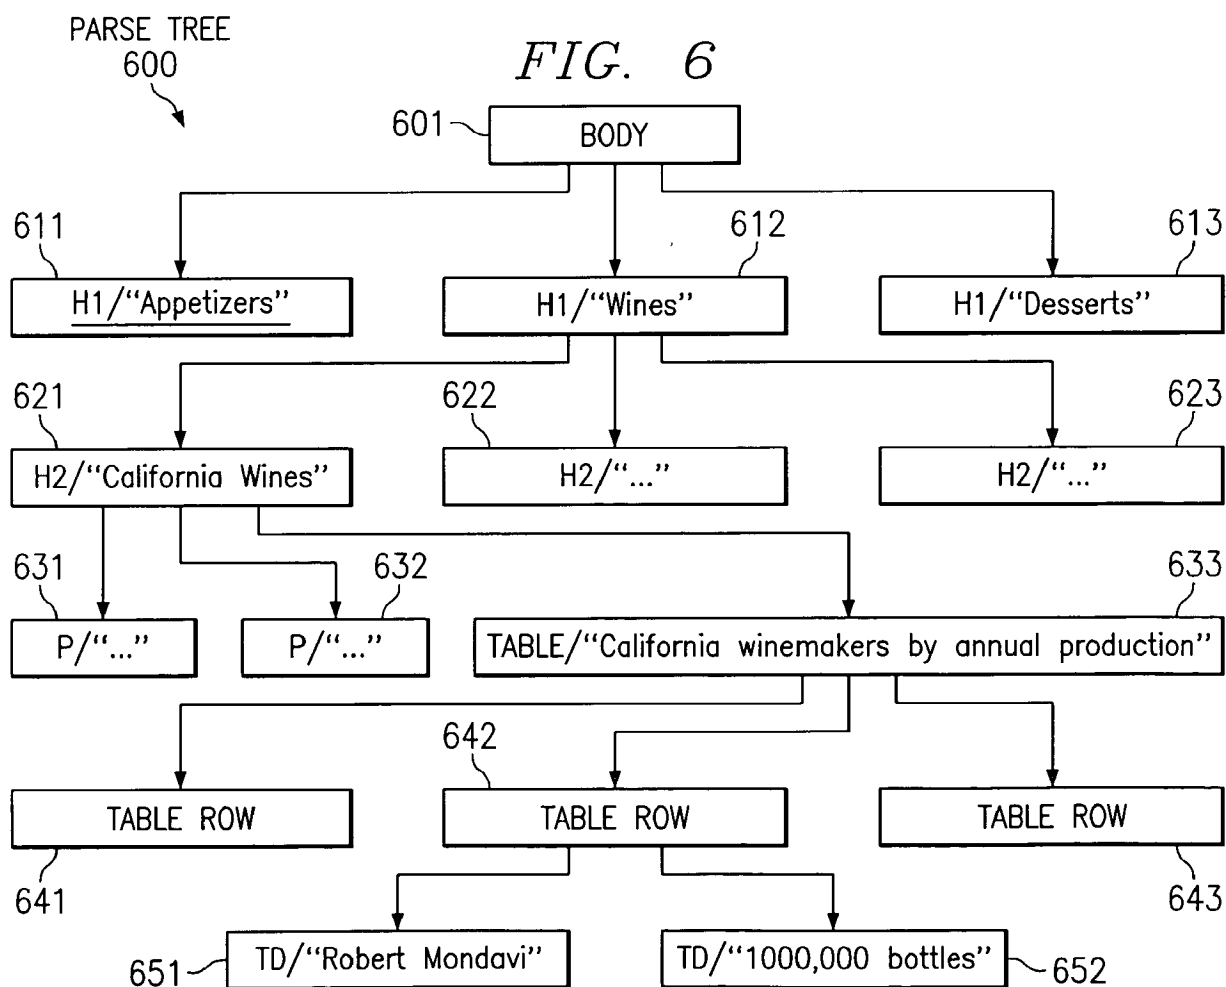 PARSE TREE
600
FIG. 6
601
BODY
611
612
613
H1/“Appetizers”
H1/“Wines”
H1/“Desserts”
621
622
623
H2/“California Wines”
H2/“...”
H2/“...”
631
632
633
P/“...”
P/“...”
TABLE/“California winemakers by annual production”
642
TABLE ROW
TABLE ROW
TABLE ROW
641
643
651
TD/“Robert Mondavi”
TD/“1000,000 bottles”
652